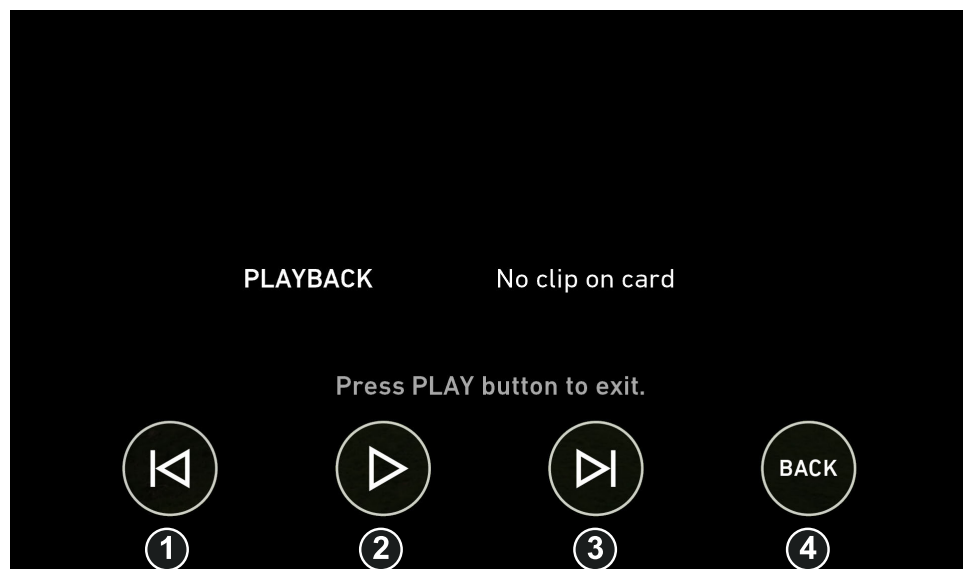 PLAYBACK No clip on card
Press PLAY button to exit.
BACK
1 2 3 4